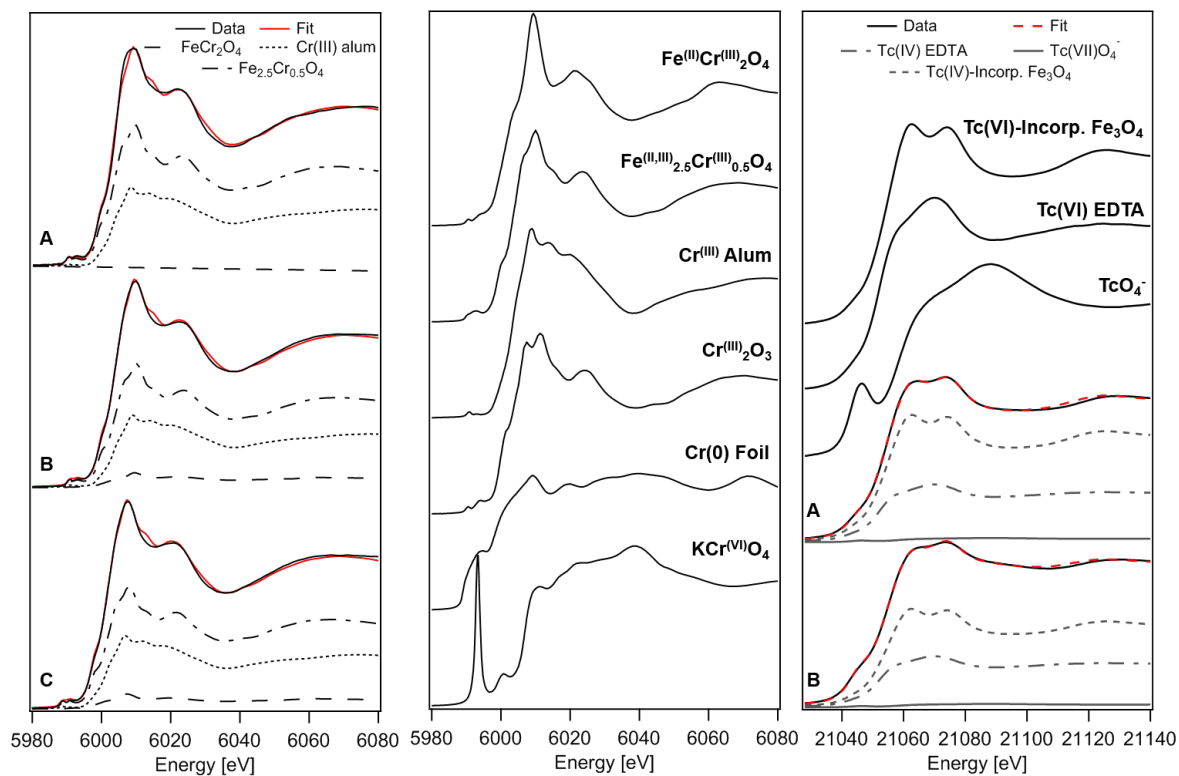 Data Fit
FeCr₂O₄ Cr(III) alum
Fe₂.₅Cr₀.₅O₄
A
B
C
5980 6000 6020 6040 6060 6080
Energy [eV]
Fe⁽ᴵᴵ⁾Cr⁽ᴵᴵᴵ⁾₂O₄
Fe⁽ᴵᴵ,ᴵᴵᴵ⁾₂.₅Cr⁽ᴵᴵᴵ⁾₀.₅O₄
Cr⁽ᴵᴵᴵ⁾ Alum
Cr⁽ᴵᴵᴵ⁾₂O₃
Cr(0) Foil
KCr⁽ⱽᴵ⁾O₄
5980 6000 6020 6040 6060 6080
Energy [eV]
Data Fit
Tc(IV) EDTA Tc(VII)O₄⁻
Tc(IV)-Incorp. Fe₃O₄
Tc(VI)-Incorp. Fe₃O₄
Tc(VI) EDTA
TcO₄⁻
A
B
21040 21060 21080 21100 21120 21140
Energy [eV]